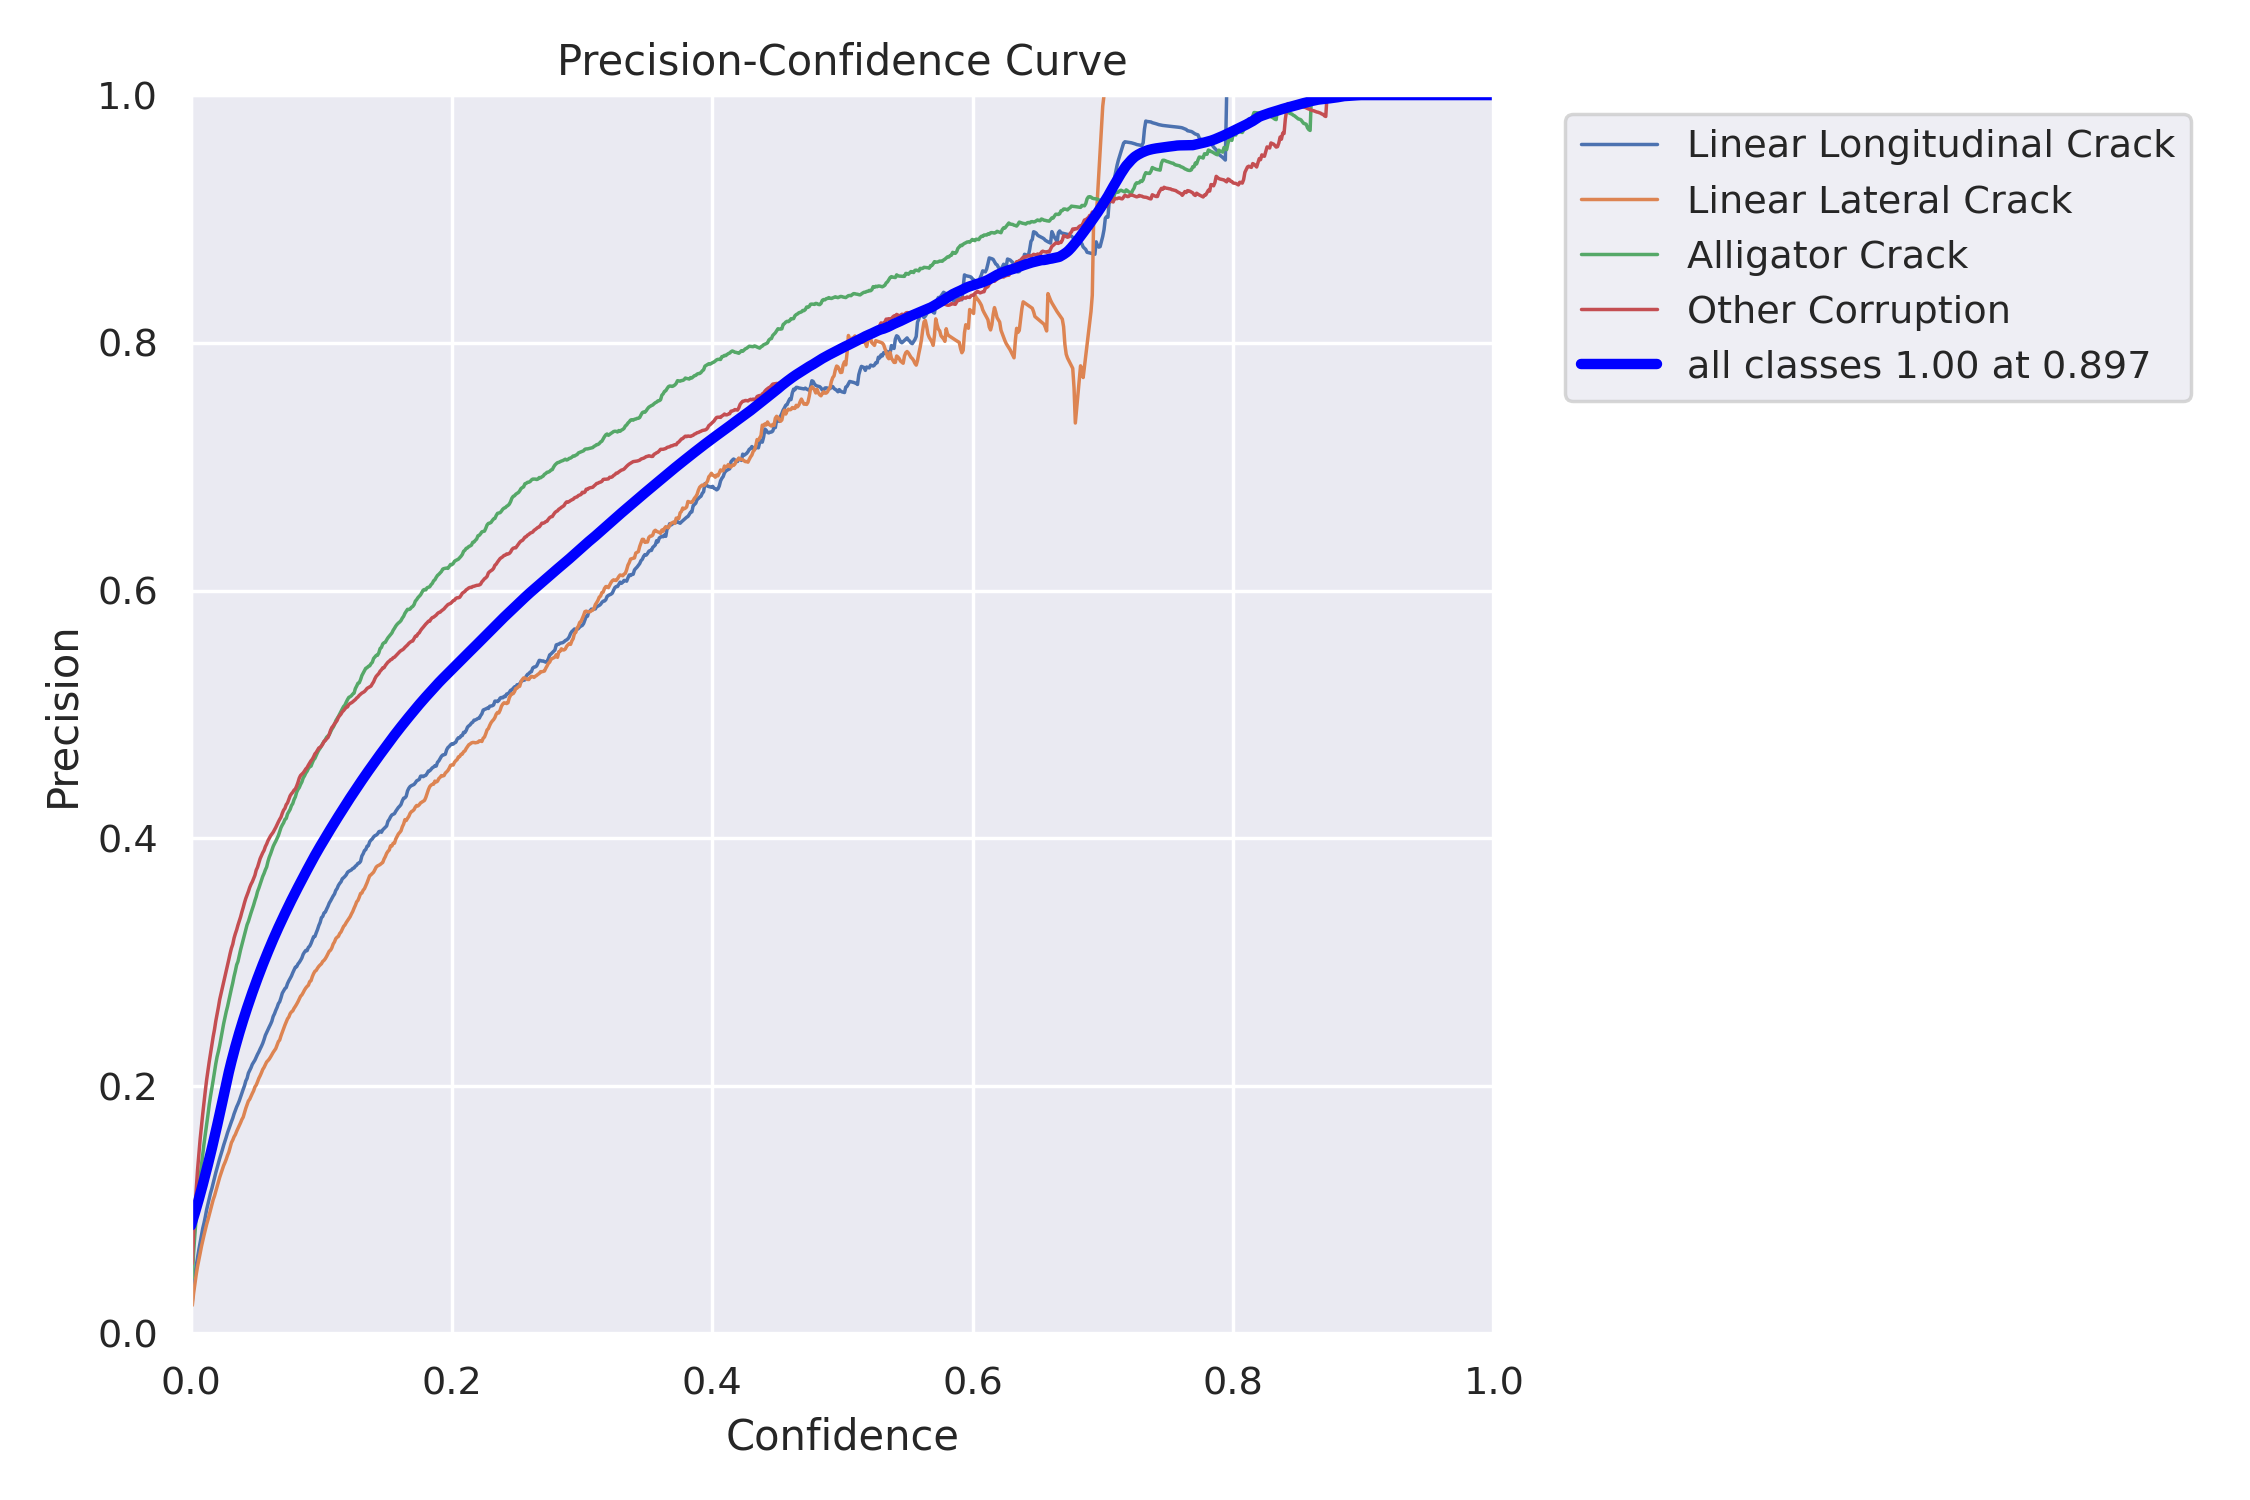 Precision-Confidence Curve
1.0
0.8
0.6
0.4
0.2
0.0
Precision
0.0 0.2 0.4 0.6 0.8 1.0
Confidence
Linear Longitudinal Crack
Linear Lateral Crack
Alligator Crack
Other Corruption
all classes 1.00 at 0.897